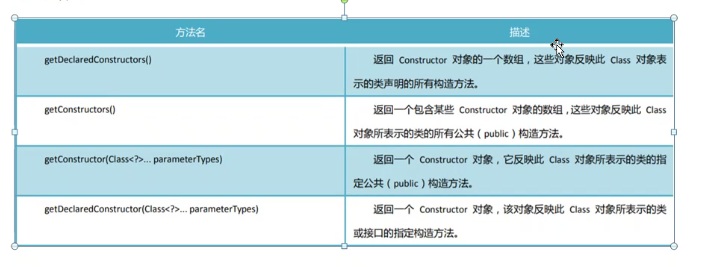 方法名
描述
getDeclaredConstructors()
返回 Constructor 对象的一个数组，这些对象反映此 Class 对象表
示的类声明的所有构造方法。
getConstructors()
返回一个包含某些 Constructor 对象的数组，这些对象反映此 Class
对象所表示的类的所有公共（public）构造方法。
getConstructor(Class<?>... parameterTypes)
返回一个 Constructor 对象，它反映此 Class 对象所表示的类的指
定公共（public）构造方法。
getDeclaredConstructor(Class<?>... parameterTypes)
返回一个 Constructor 对象，该对象反映此 Class 对象所表示的类
或接口的指定构造方法。